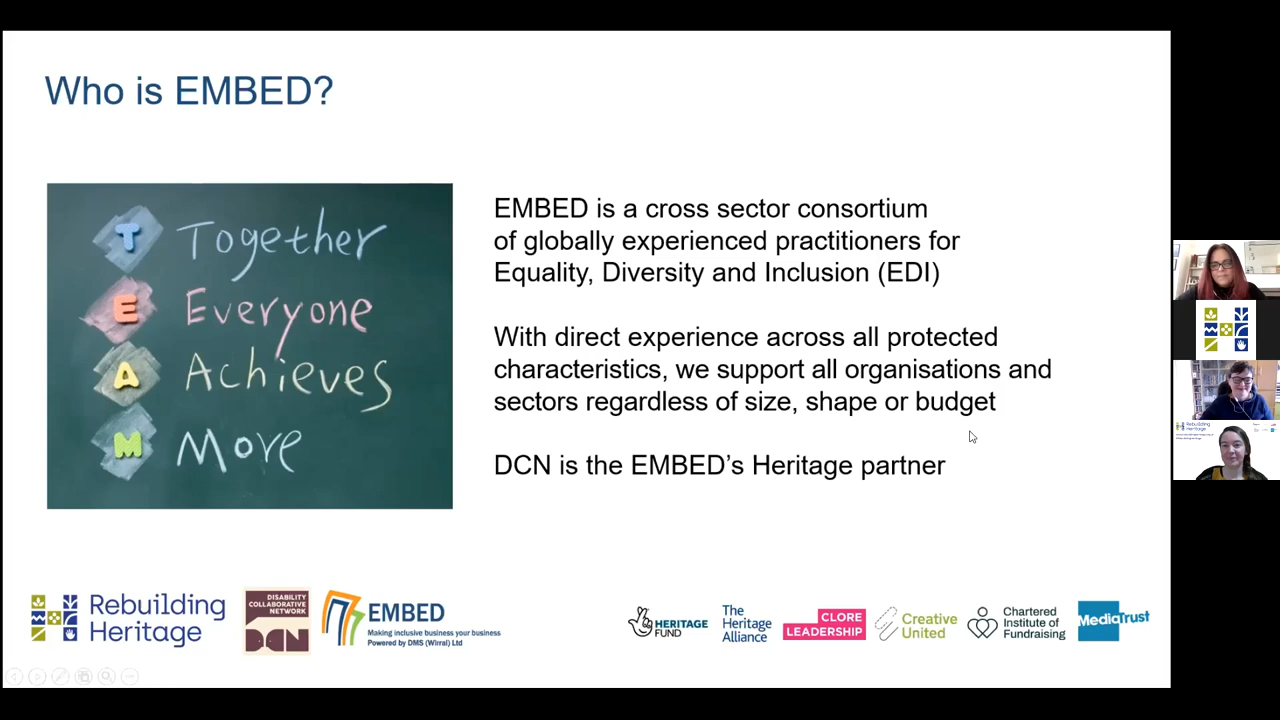 Who is EMBED?
T Together
E Everyone
A Achieves
M Move
EMBED is a cross sector consortium
of globally experienced practitioners for
Equality, Diversity and Inclusion (EDI)
With direct experience across all protected
characteristics, we support all organisations and
sectors regardless of size, shape or budget
DCN is the EMBED’s Heritage partner
Rebuilding
Heritage
DISABILITY
COLLABORATIVE
NETWORK
DCN
EMBED
Making inclusive business your business
Powered by DMS (Wirral) Ltd
HERITAGE
FUND
The
Heritage
Alliance
CLORE
LEADERSHIP
Creative
United
Chartered
Institute of
Fundraising
MediaTrust
Rebuilding
Heritage